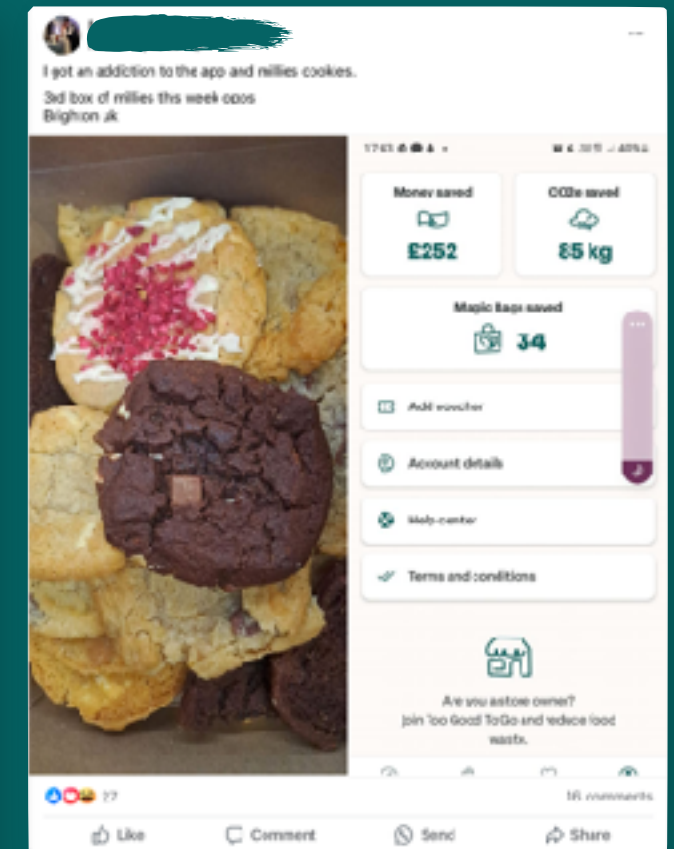 I got an addiction to the app and millies cookies.
3rd box of millies this week opps
Brighton uk
Money saved
£252
CO2e saved
85 kg
Magic Bags saved
34
Add voucher
Account details
Help center
Terms and conditions
Are you a store owner?
Join Too Good To Go and reduce food
waste.
27
16 comments
Like
Comment
Send
Share